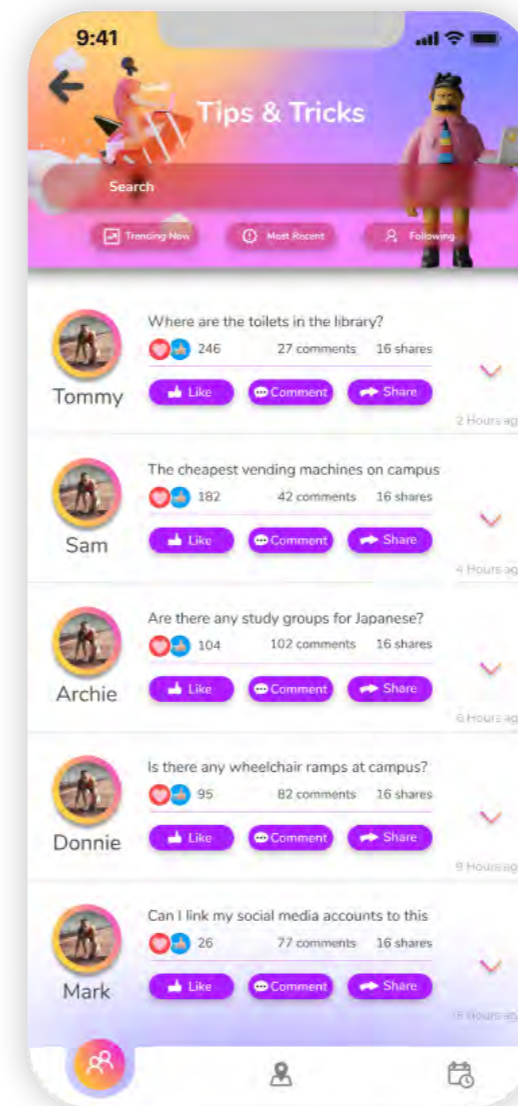 9:41
Tips & Tricks
Search
Trending Now Most Recent Following
Where are the toilets in the library?
246 27 comments 16 shares
Tommy
Like Comment Share
2 Hours ag
The cheapest vending machines on campus
182 42 comments 16 shares
Sam
Like Comment Share
4 Hours ag
Are there any study groups for Japanese?
104 102 comments 16 shares
Archie
Like Comment Share
6 Hours ag
Is there any wheelchair ramps at campus?
95 82 comments 16 shares
Donnie
Like Comment Share
9 Hours ag
Can I link my social media accounts to this
26 77 comments 16 shares
Mark
Like Comment Share
Hours ag